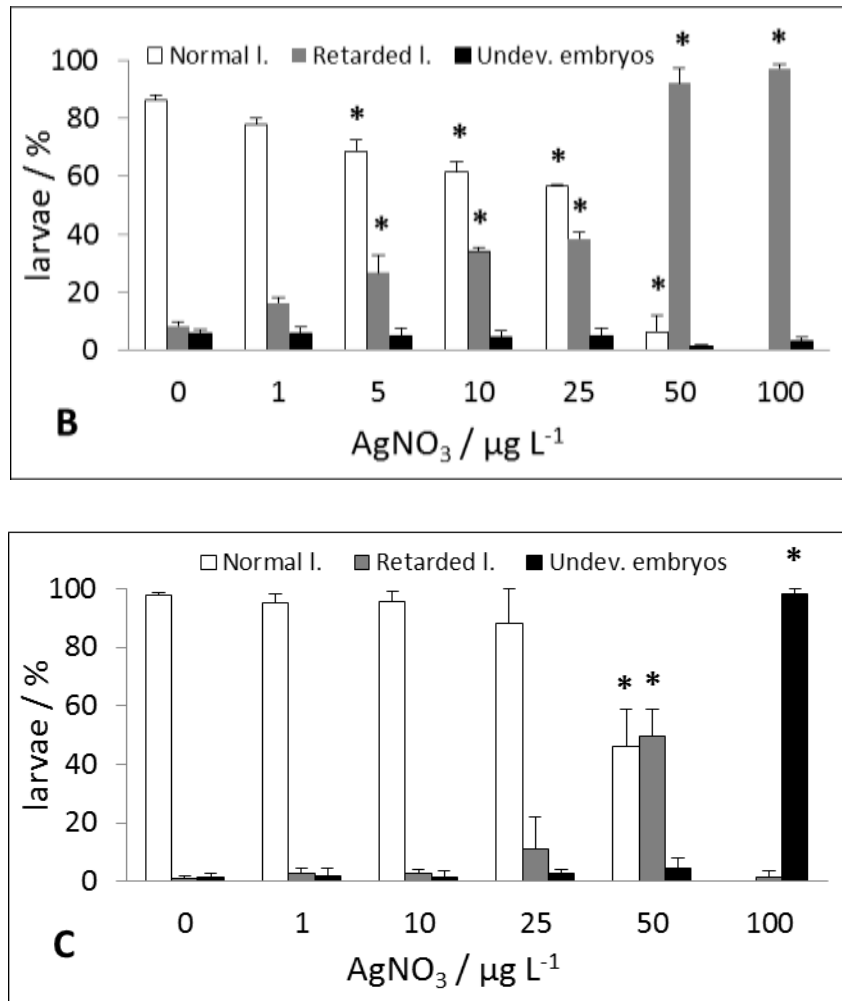 Normal l. Retarded l. Undev. embryos
100
80
60
40
20
0
larvae / %
* * * * * * * * *
0 1 5 10 25 50 100
B
AgNO₃ / µg L⁻¹
Normal l. Retarded l. Undev. embryos
100
80
60
40
20
0
larvae / %
* * *
0 1 10 25 50 100
C
AgNO₃ / µg L⁻¹